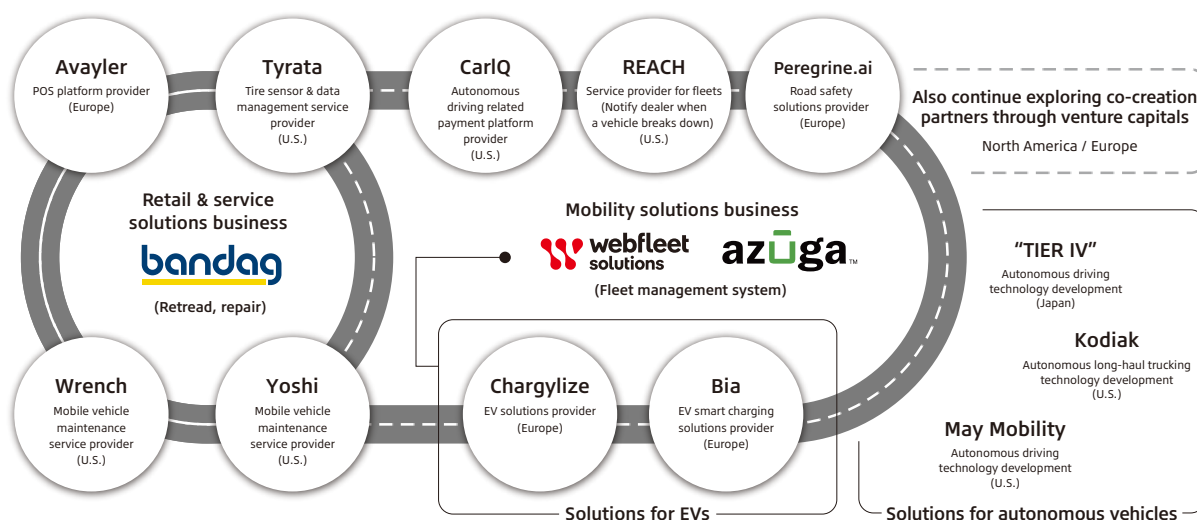 Avayler
POS platform provider
(Europe)
Tyrata
Tire sensor & data
management service
provider
(U.S.)
CarlQ
Autonomous
driving related
payment platform
provider
(U.S.)
REACH
Service provider for fleets
(Notify dealer when
a vehicle breaks down)
(U.S.)
Peregrine.ai
Road safety
solutions provider
(Europe)
Also continue exploring co-creation
partners through venture capitals
North America / Europe
Retail & service
solutions business
bandag
(Retread, repair)
Mobility solutions business
webfleet
solutions
azūga™
(Fleet management system)
"TIER IV"
Autonomous driving
technology development
(Japan)
Kodiak
Autonomous long-haul trucking
technology development
(U.S.)
May Mobility
Autonomous driving
technology development
(U.S.)
Wrench
Mobile vehicle
maintenance
service provider
(U.S.)
Yoshi
Mobile vehicle
maintenance
service provider
(U.S.)
Chargylize
EV solutions provider
(Europe)
Bia
EV smart charging
solutions provider
(Europe)
Solutions for EVs
Solutions for autonomous vehicles